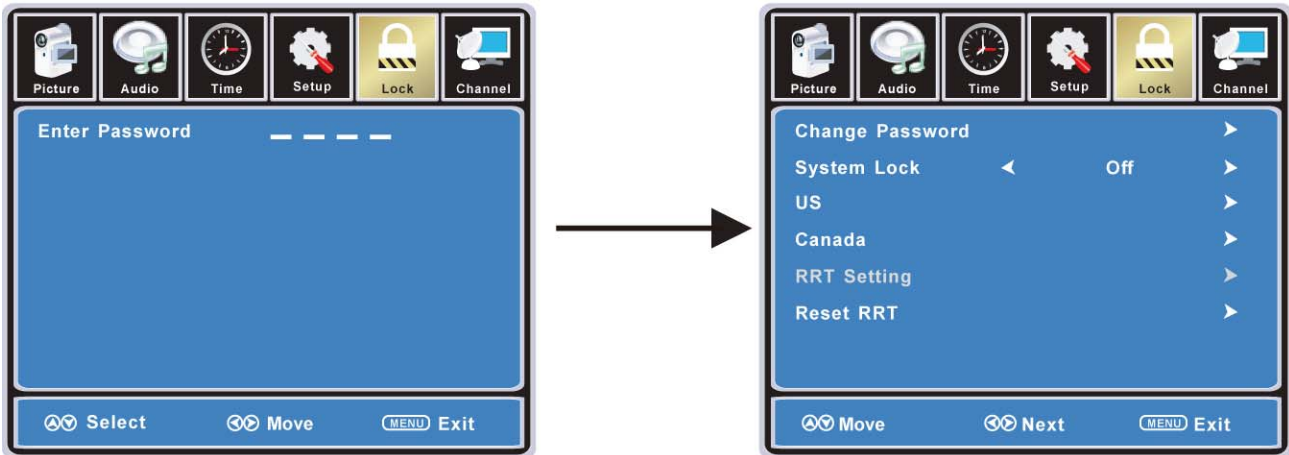 Picture Audio Time Setup Lock Channel
Enter Password _ _ _ _
Select Move MENU Exit
Picture Audio Time Setup Lock Channel
Change Password
System Lock Off
US
Canada
RRT Setting
Reset RRT
Move Next MENU Exit